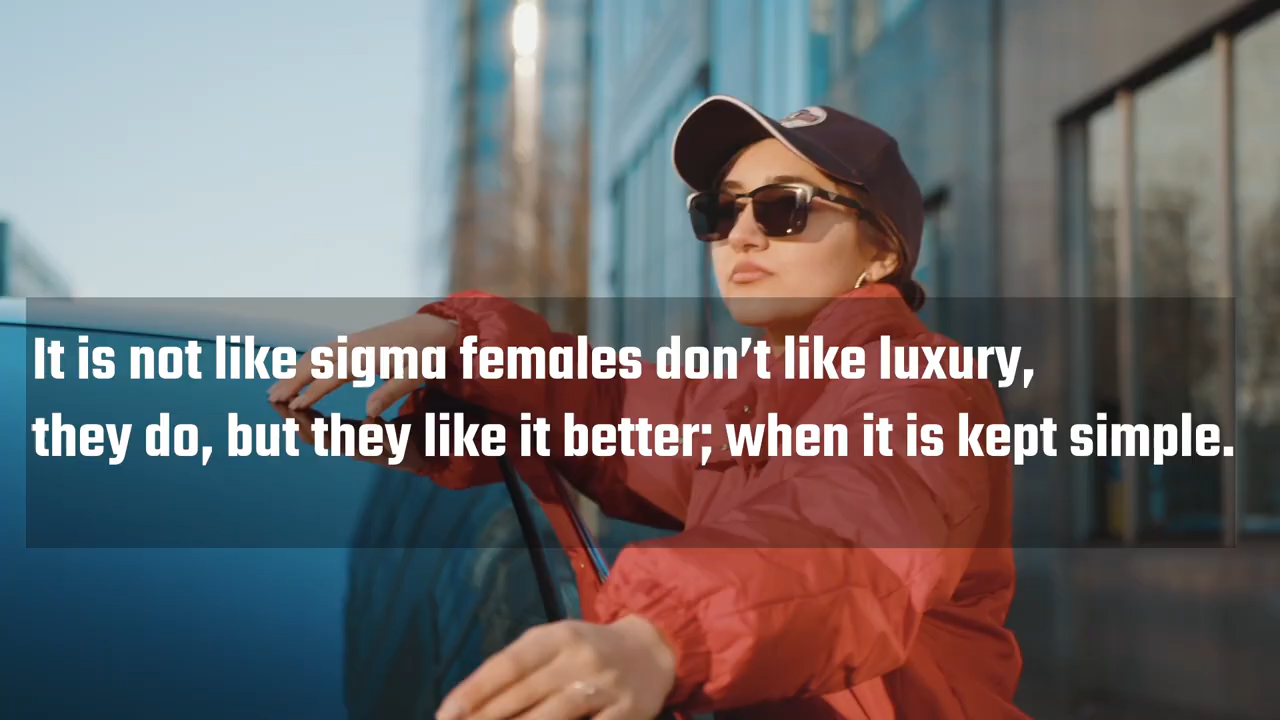 It is not like sigma females don’t like luxury,
they do, but they like it better; when it is kept simple.